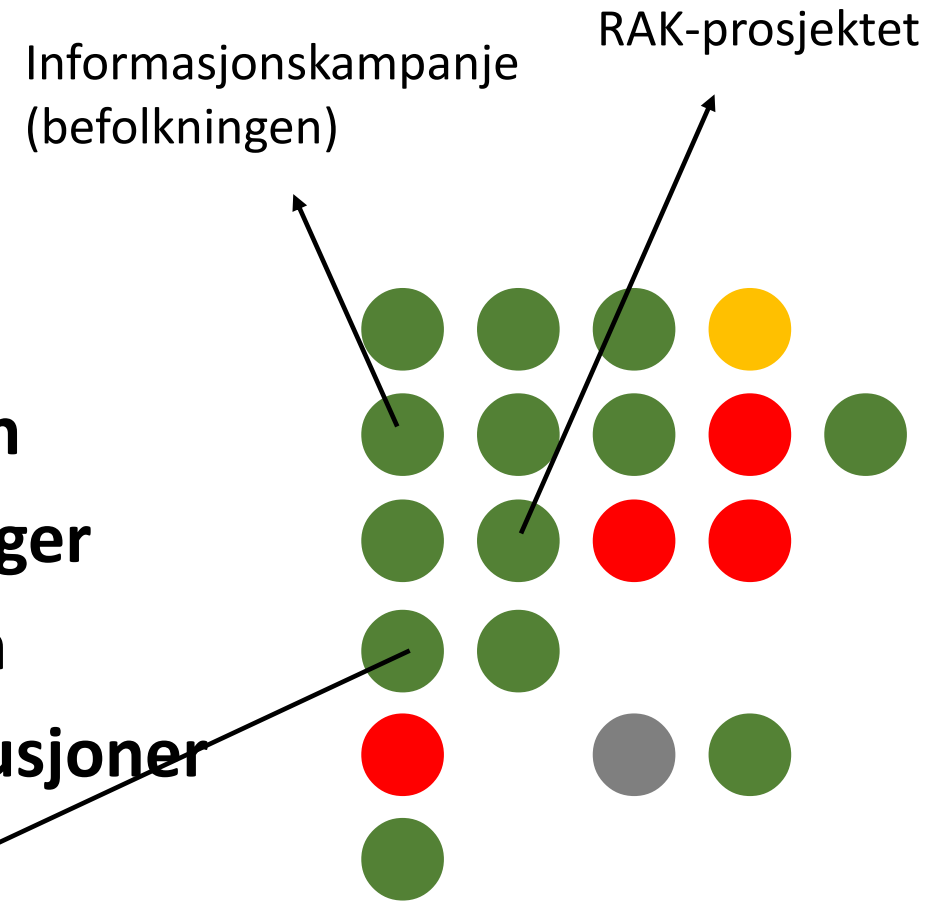 RAK-prosjektet
Informasjonskampanje
(befolkningen)
n
ger
n
usjoner